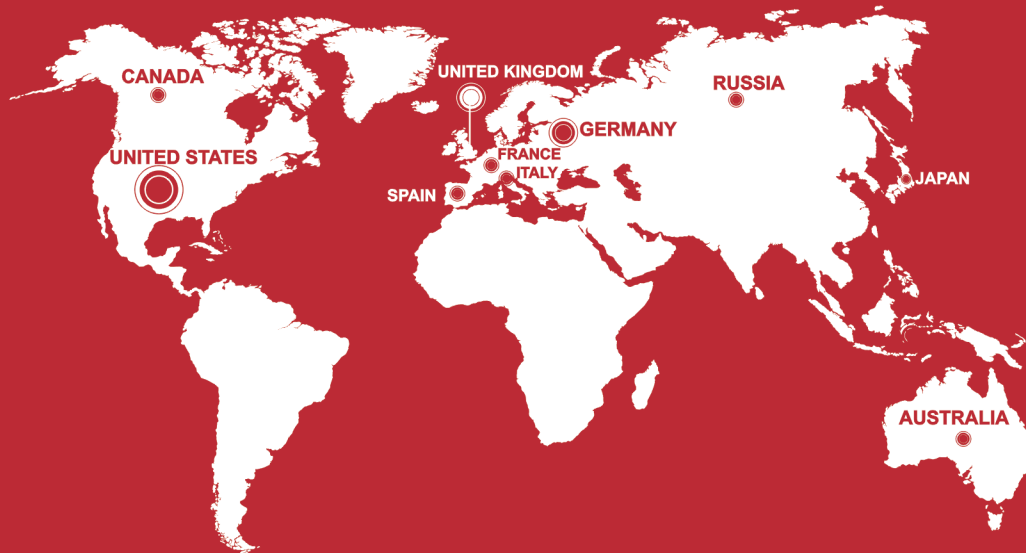 UNITED KINGDOM
CANADA
RUSSIA
GERMANY
FRANCE
UNITED STATES
ITALY
JAPAN
SPAIN
AUSTRALIA